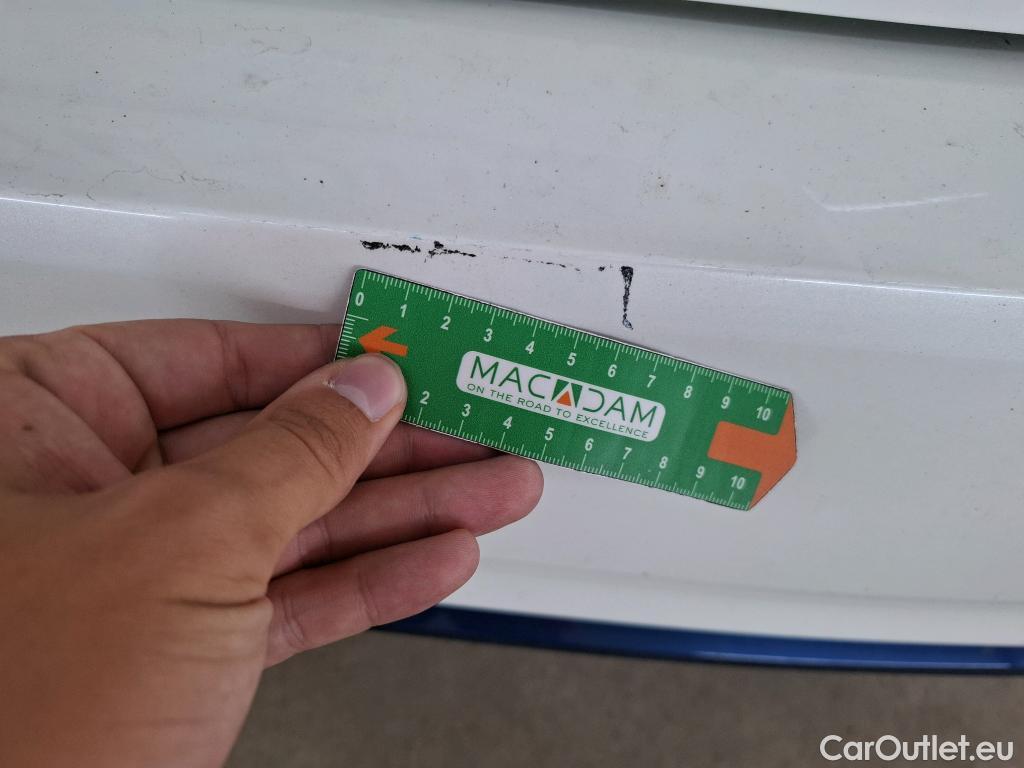 0 1 2 3 4 5 6 7 8 9 10
MACADAM
ON THE ROAD TO EXCELLENCE
2 3 4 5 6 7 8 9 10
CarOutlet.eu